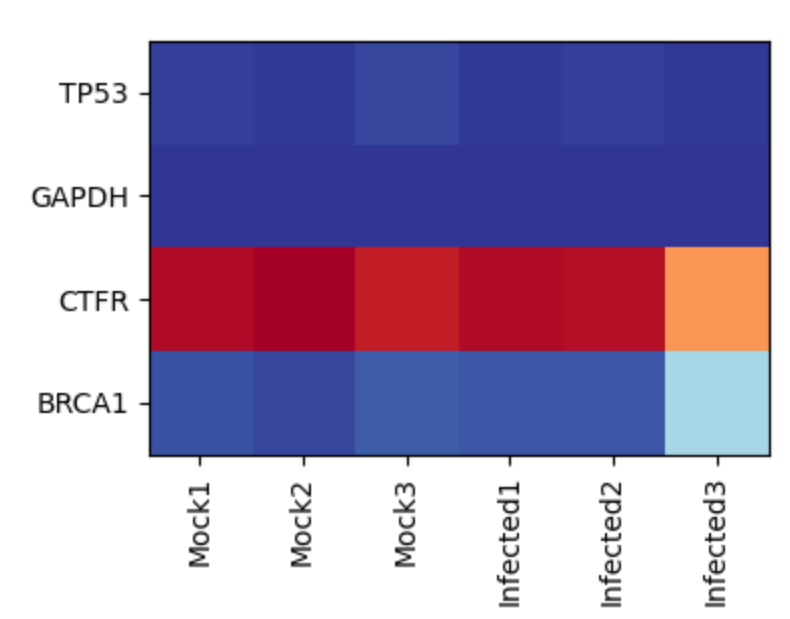 TP53
GAPDH
CTFR
BRCA1
Mock1
Mock2
Mock3
Infected1
Infected2
Infected3